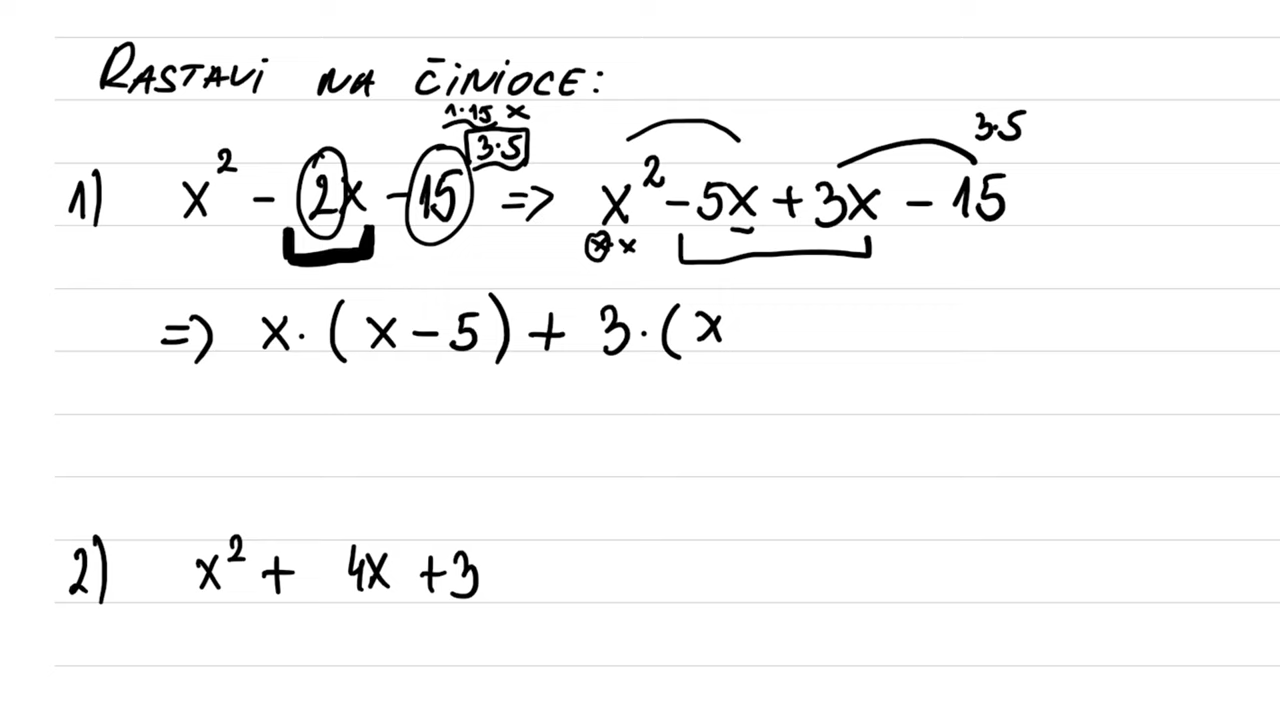 RASTAVI NA ČINIOCE:
1·15 x
3·5
3·5
1) x² - 2x - 15 => x² - 5x + 3x - 15
x·x
=> x·(x - 5) + 3·(x
2) x² + 4x + 3